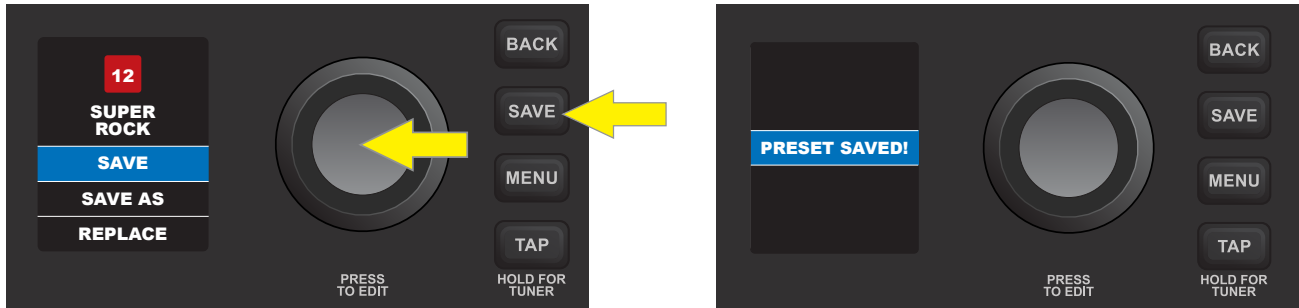 12
SUPER
ROCK
SAVE
SAVE AS
REPLACE
PRESS
TO EDIT
BACK
SAVE
MENU
TAP
HOLD FOR
TUNER
PRESET SAVED!
PRESS
TO EDIT
BACK
SAVE
MENU
TAP
HOLD FOR
TUNER